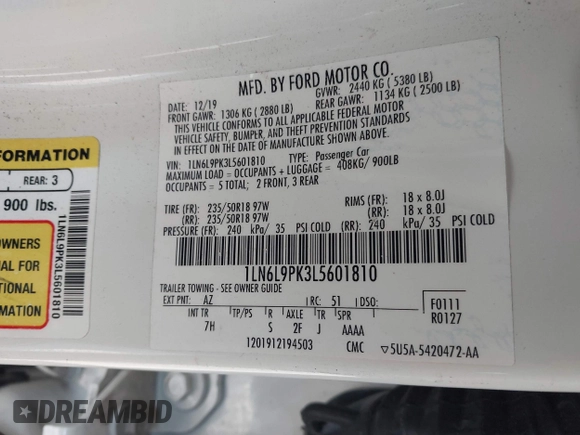 MFD. BY FORD MOTOR CO.
DATE: 12/19
GVWR: 2440 KG ( 5380 LB)
FRONT GAWR: 1306 KG ( 2880 LB)
REAR GAWR: 1134 KG ( 2500 LB)
THIS VEHICLE CONFORMS TO ALL APPLICABLE FEDERAL MOTOR
VEHICLE SAFETY, BUMPER, AND THEFT PREVENTION STANDARDS
IN EFFECT ON THE DATE OF MANUFACTURE SHOWN ABOVE.
VIN: 1LN6L9PK3L5601810
TYPE: Passenger Car
MAXIMUM LOAD = OCCUPANTS + LUGGAGE = 408KG/ 900LB
OCCUPANTS = 5 TOTAL; 2 FRONT, 3 REAR
TIRE (FR): 235/50R18 97W RIMS (FR): 18 x 8.0J
(RR): 235/50R18 97W (RR): 18 x 8.0J
PRESSURE (FR): 240 kPa/ 35 PSI COLD (RR): 240 kPa/ 35 PSI COLD
1LN6L9PK3L5601810
TRAILER TOWING - SEE OWNER GUIDE
EXT PNT: AZ RC: 51 DSO:
INT TR TP/PS R AXLE TR SPR
7H S 2F J AAAA
F0111
R0127
1201912194503 CMC ▽5U5A-5420472-AA
FORMATION
REAR: 3
900 lbs.
OWNERS
UAL FOR
TIONAL
RMATION
1LN6L9PK3L5601810
DREAMBID